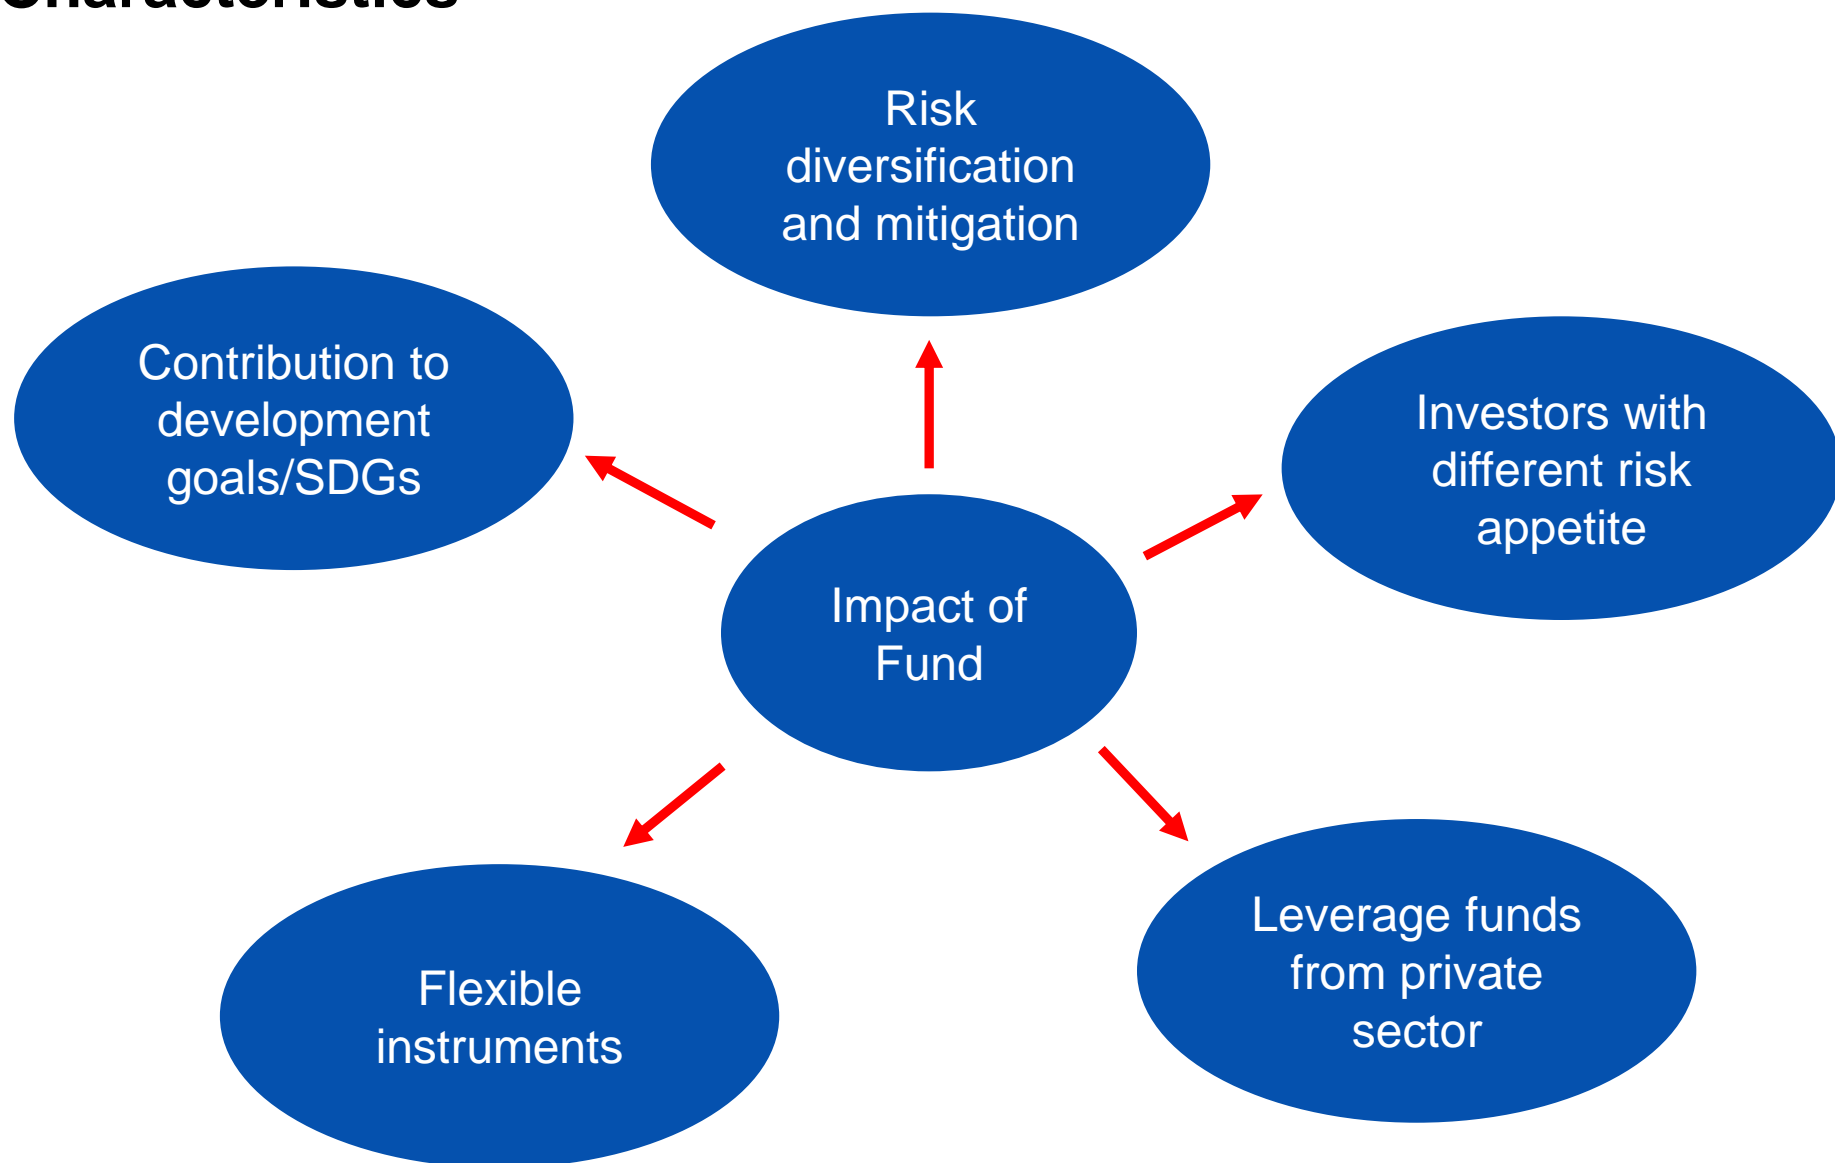 Characteristics
Risk
diversification
and mitigation
Contribution to
development
goals/SDGs
Investors with
different risk
appetite
Impact of
Fund
Leverage funds
from private
sector
Flexible
instruments